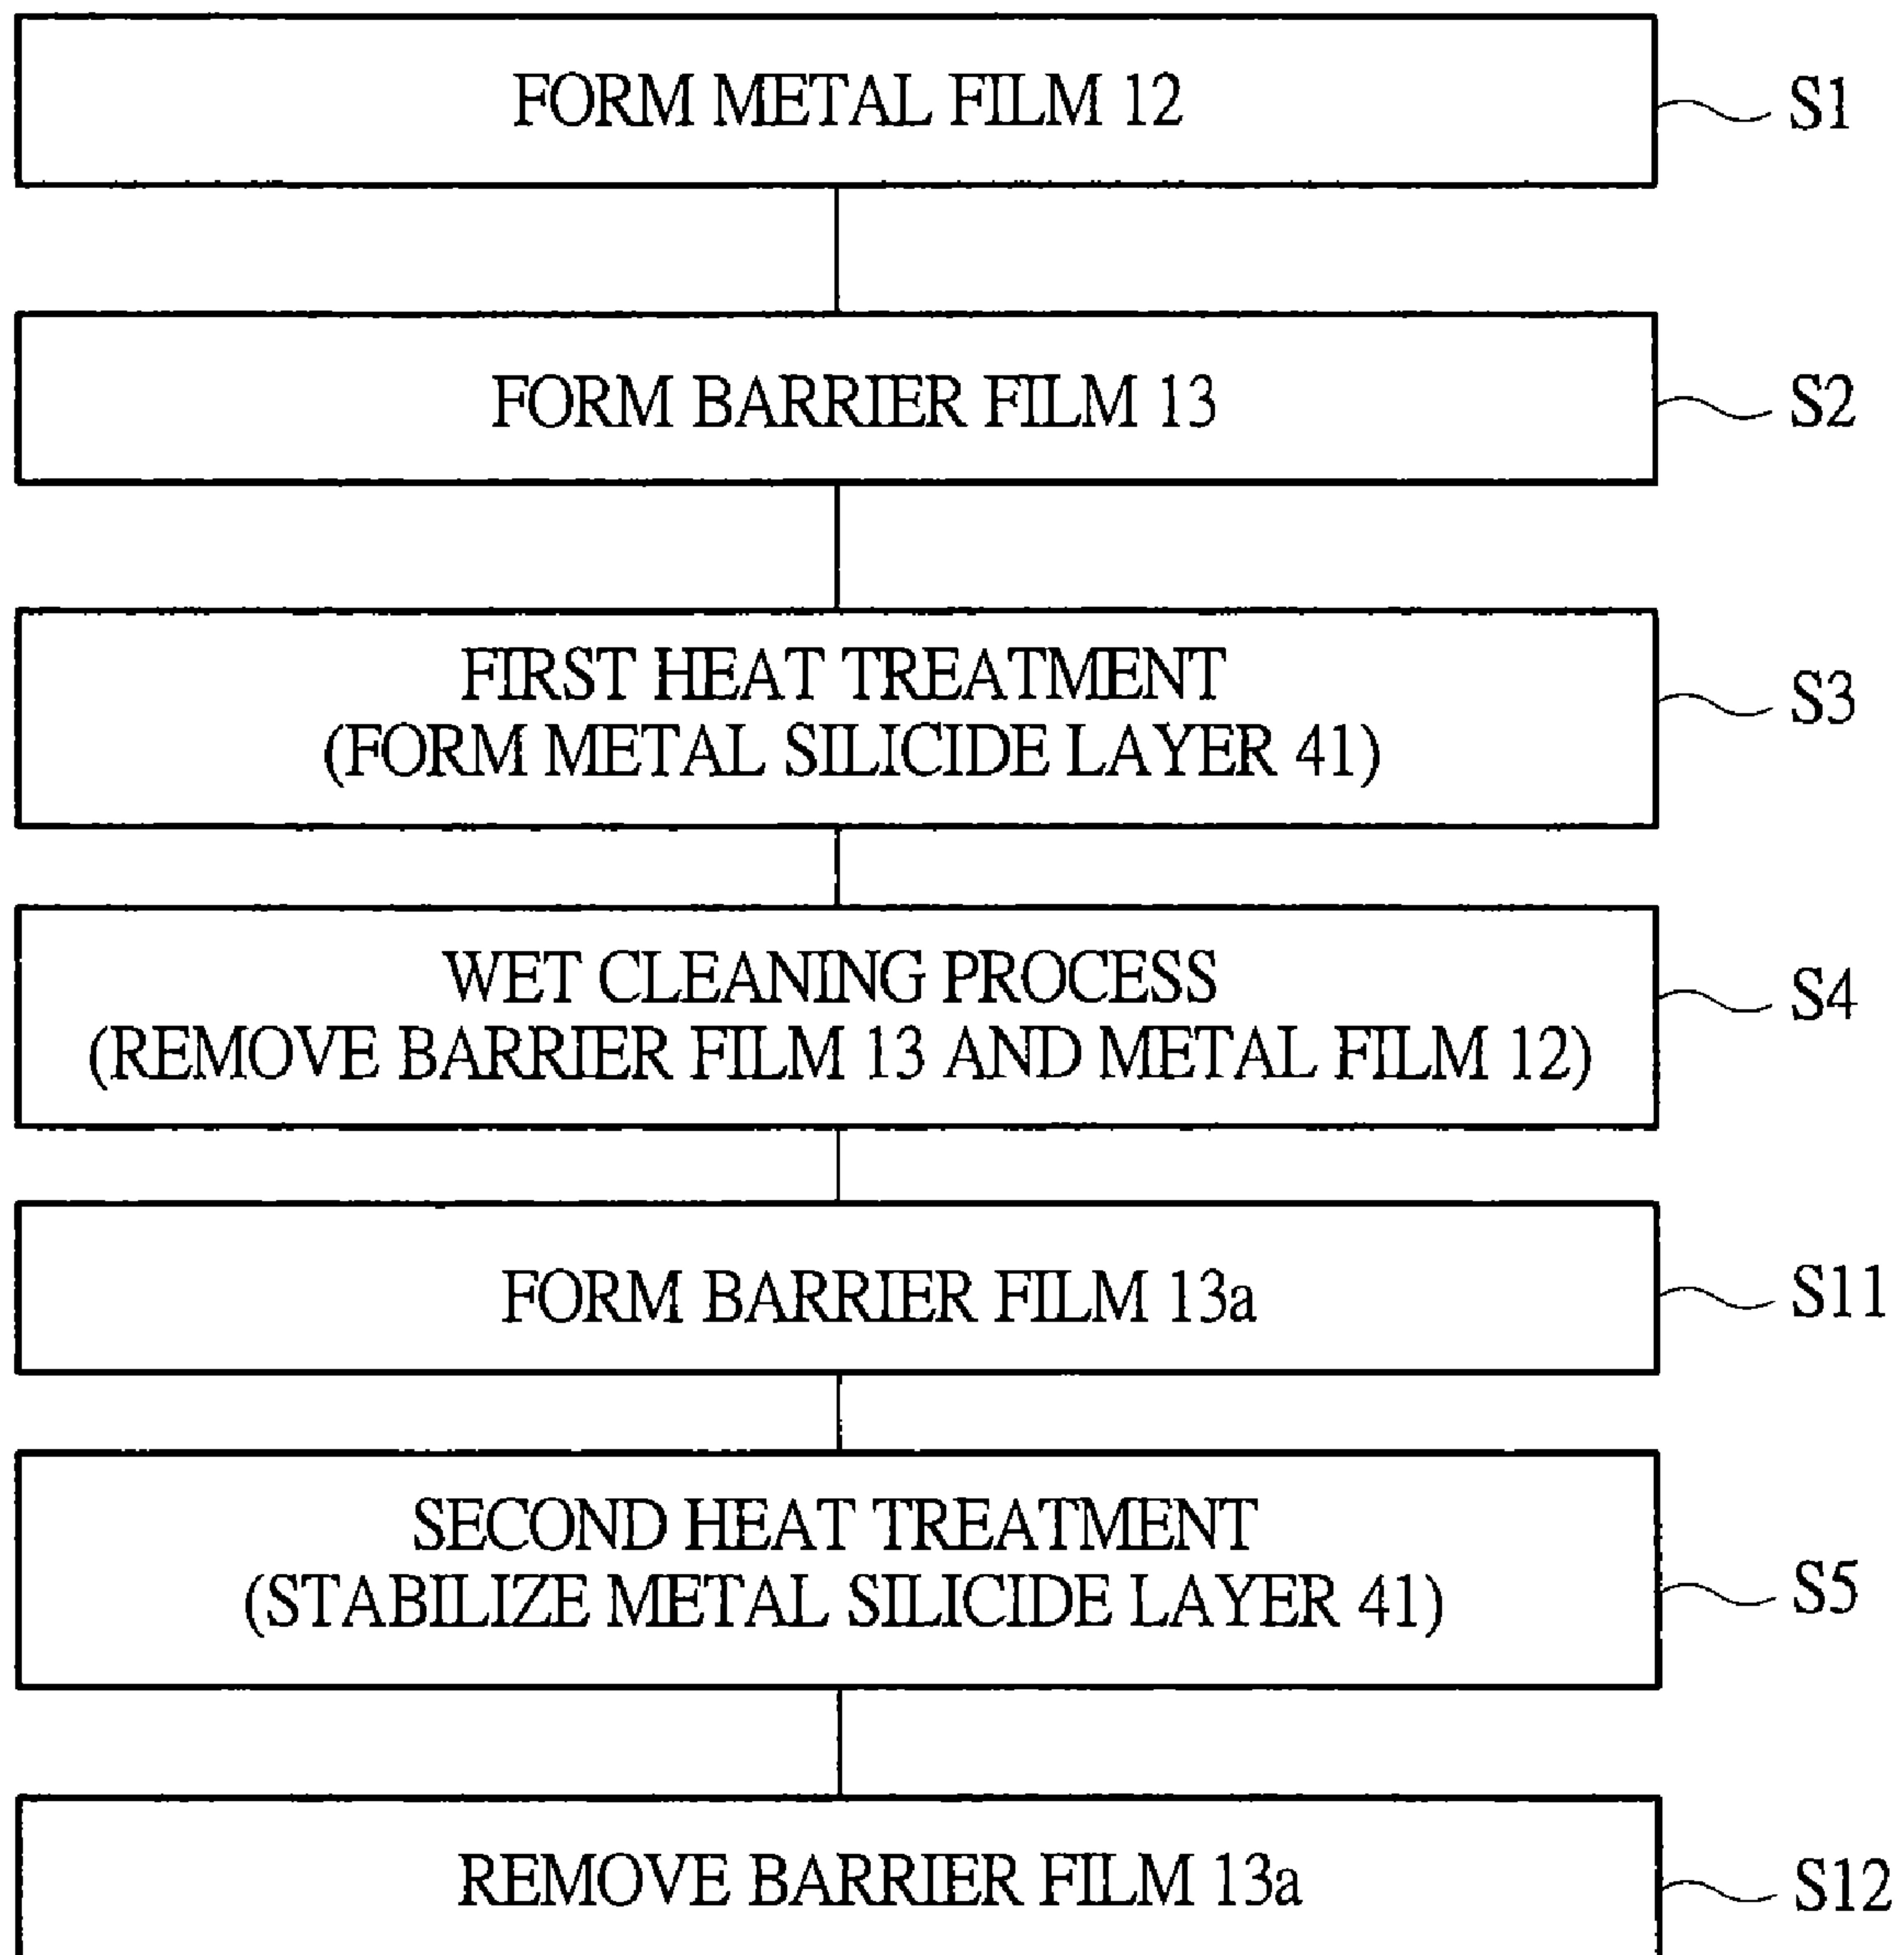 FORM METAL FILM 12
S1
FORM BARRIER FILM 13
S2
FIRST HEAT TREATMENT
(FORM METAL SILICIDE LAYER 41)
S3
WET CLEANING PROCESS
(REMOVE BARRIER FILM 13 AND METAL FILM 12)
S4
FORM BARRIER FILM 13a
S11
SECOND HEAT TREATMENT
(STABILIZE METAL SILICIDE LAYER 41)
S5
REMOVE BARRIER FILM 13a
S12